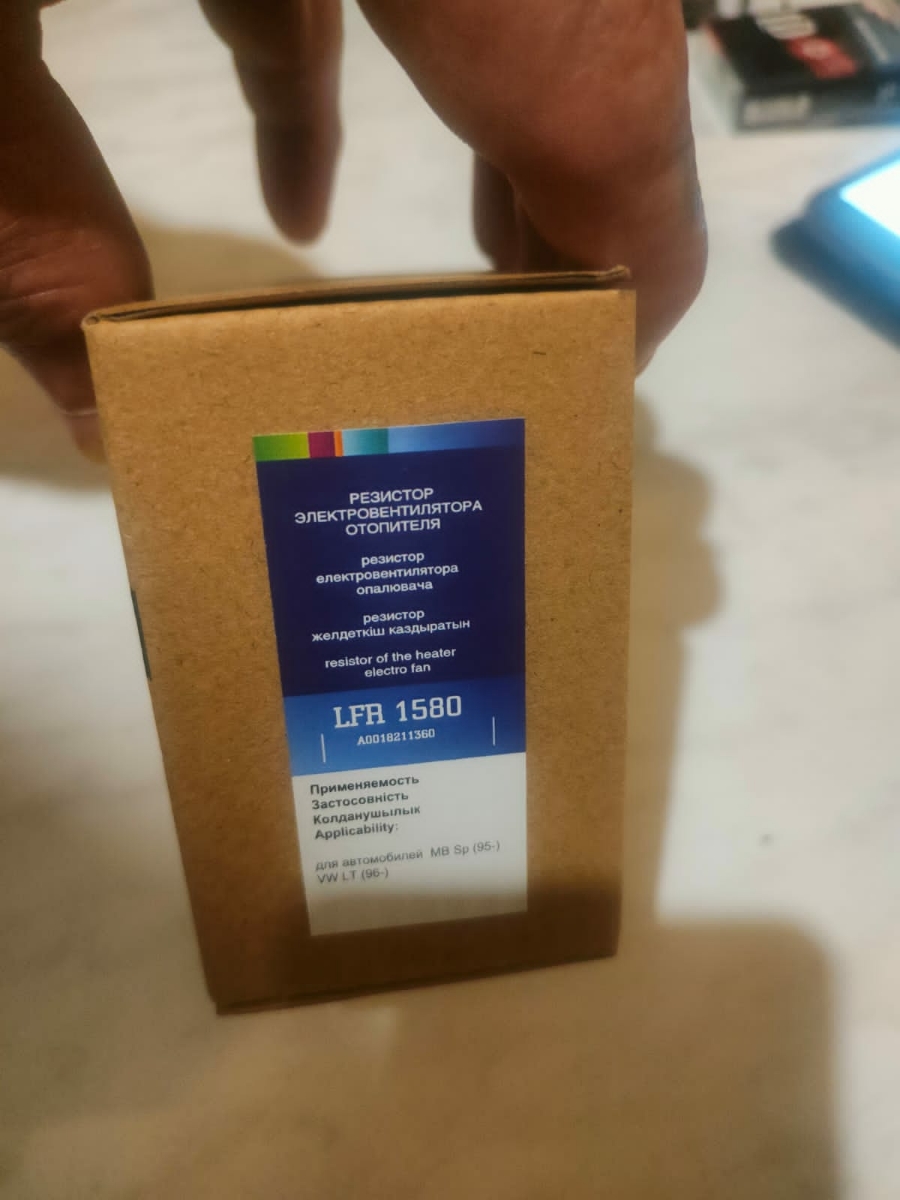 РЕЗИСТОР
ЭЛЕКТРОВЕНТИЛЯТОРА
ОТОПИТЕЛЯ
резистор
електровентилятора
опалювача
резистор
желдеткіш каздыратын
resistor of the heater
electro fan
LFR 1580
A0018211360
Применяемость
Застосовність
Колданушылык
Applicability:
для автомобилей MB Sp (95-)
VW LT (96-)